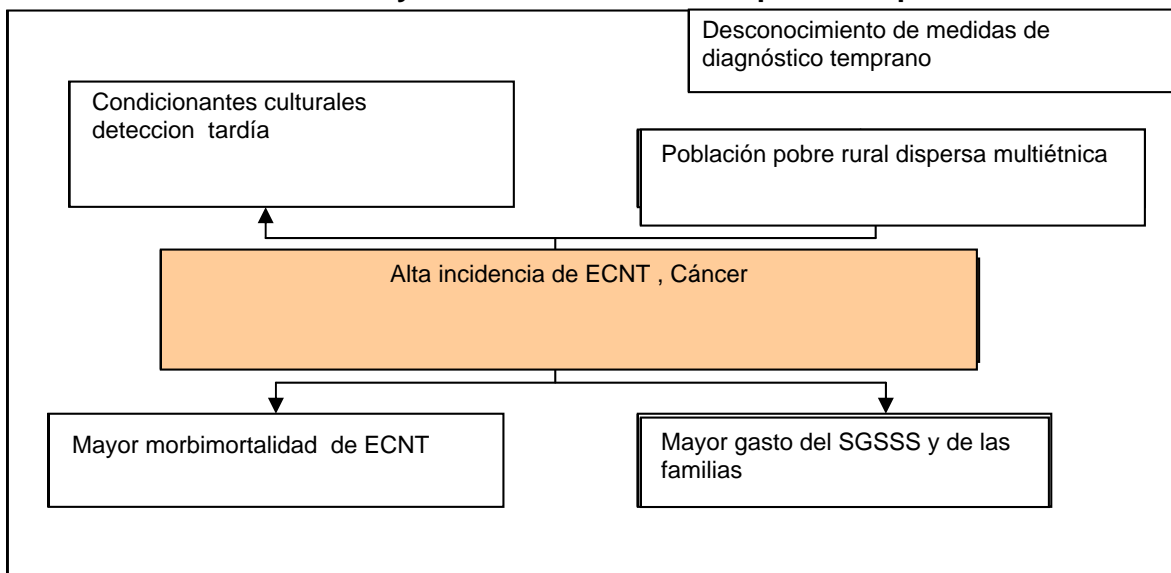 Desconocimiento de medidas de
diagnóstico temprano
Condicionantes culturales
deteccion tardía
Población pobre rural dispersa multiétnica
Alta incidencia de ECNT , Cáncer
Mayor morbimortalidad de ECNT
Mayor gasto del SGSSS y de las
familias